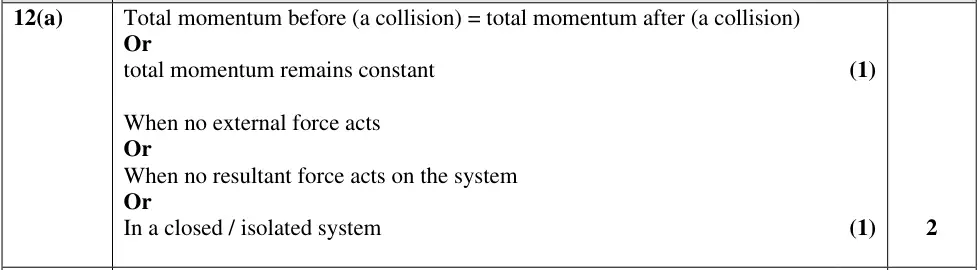 12(a) Total momentum before (a collision) = total momentum after (a collision)
Or
total momentum remains constant (1)
When no external force acts
Or
When no resultant force acts on the system
Or
In a closed / isolated system (1) 2